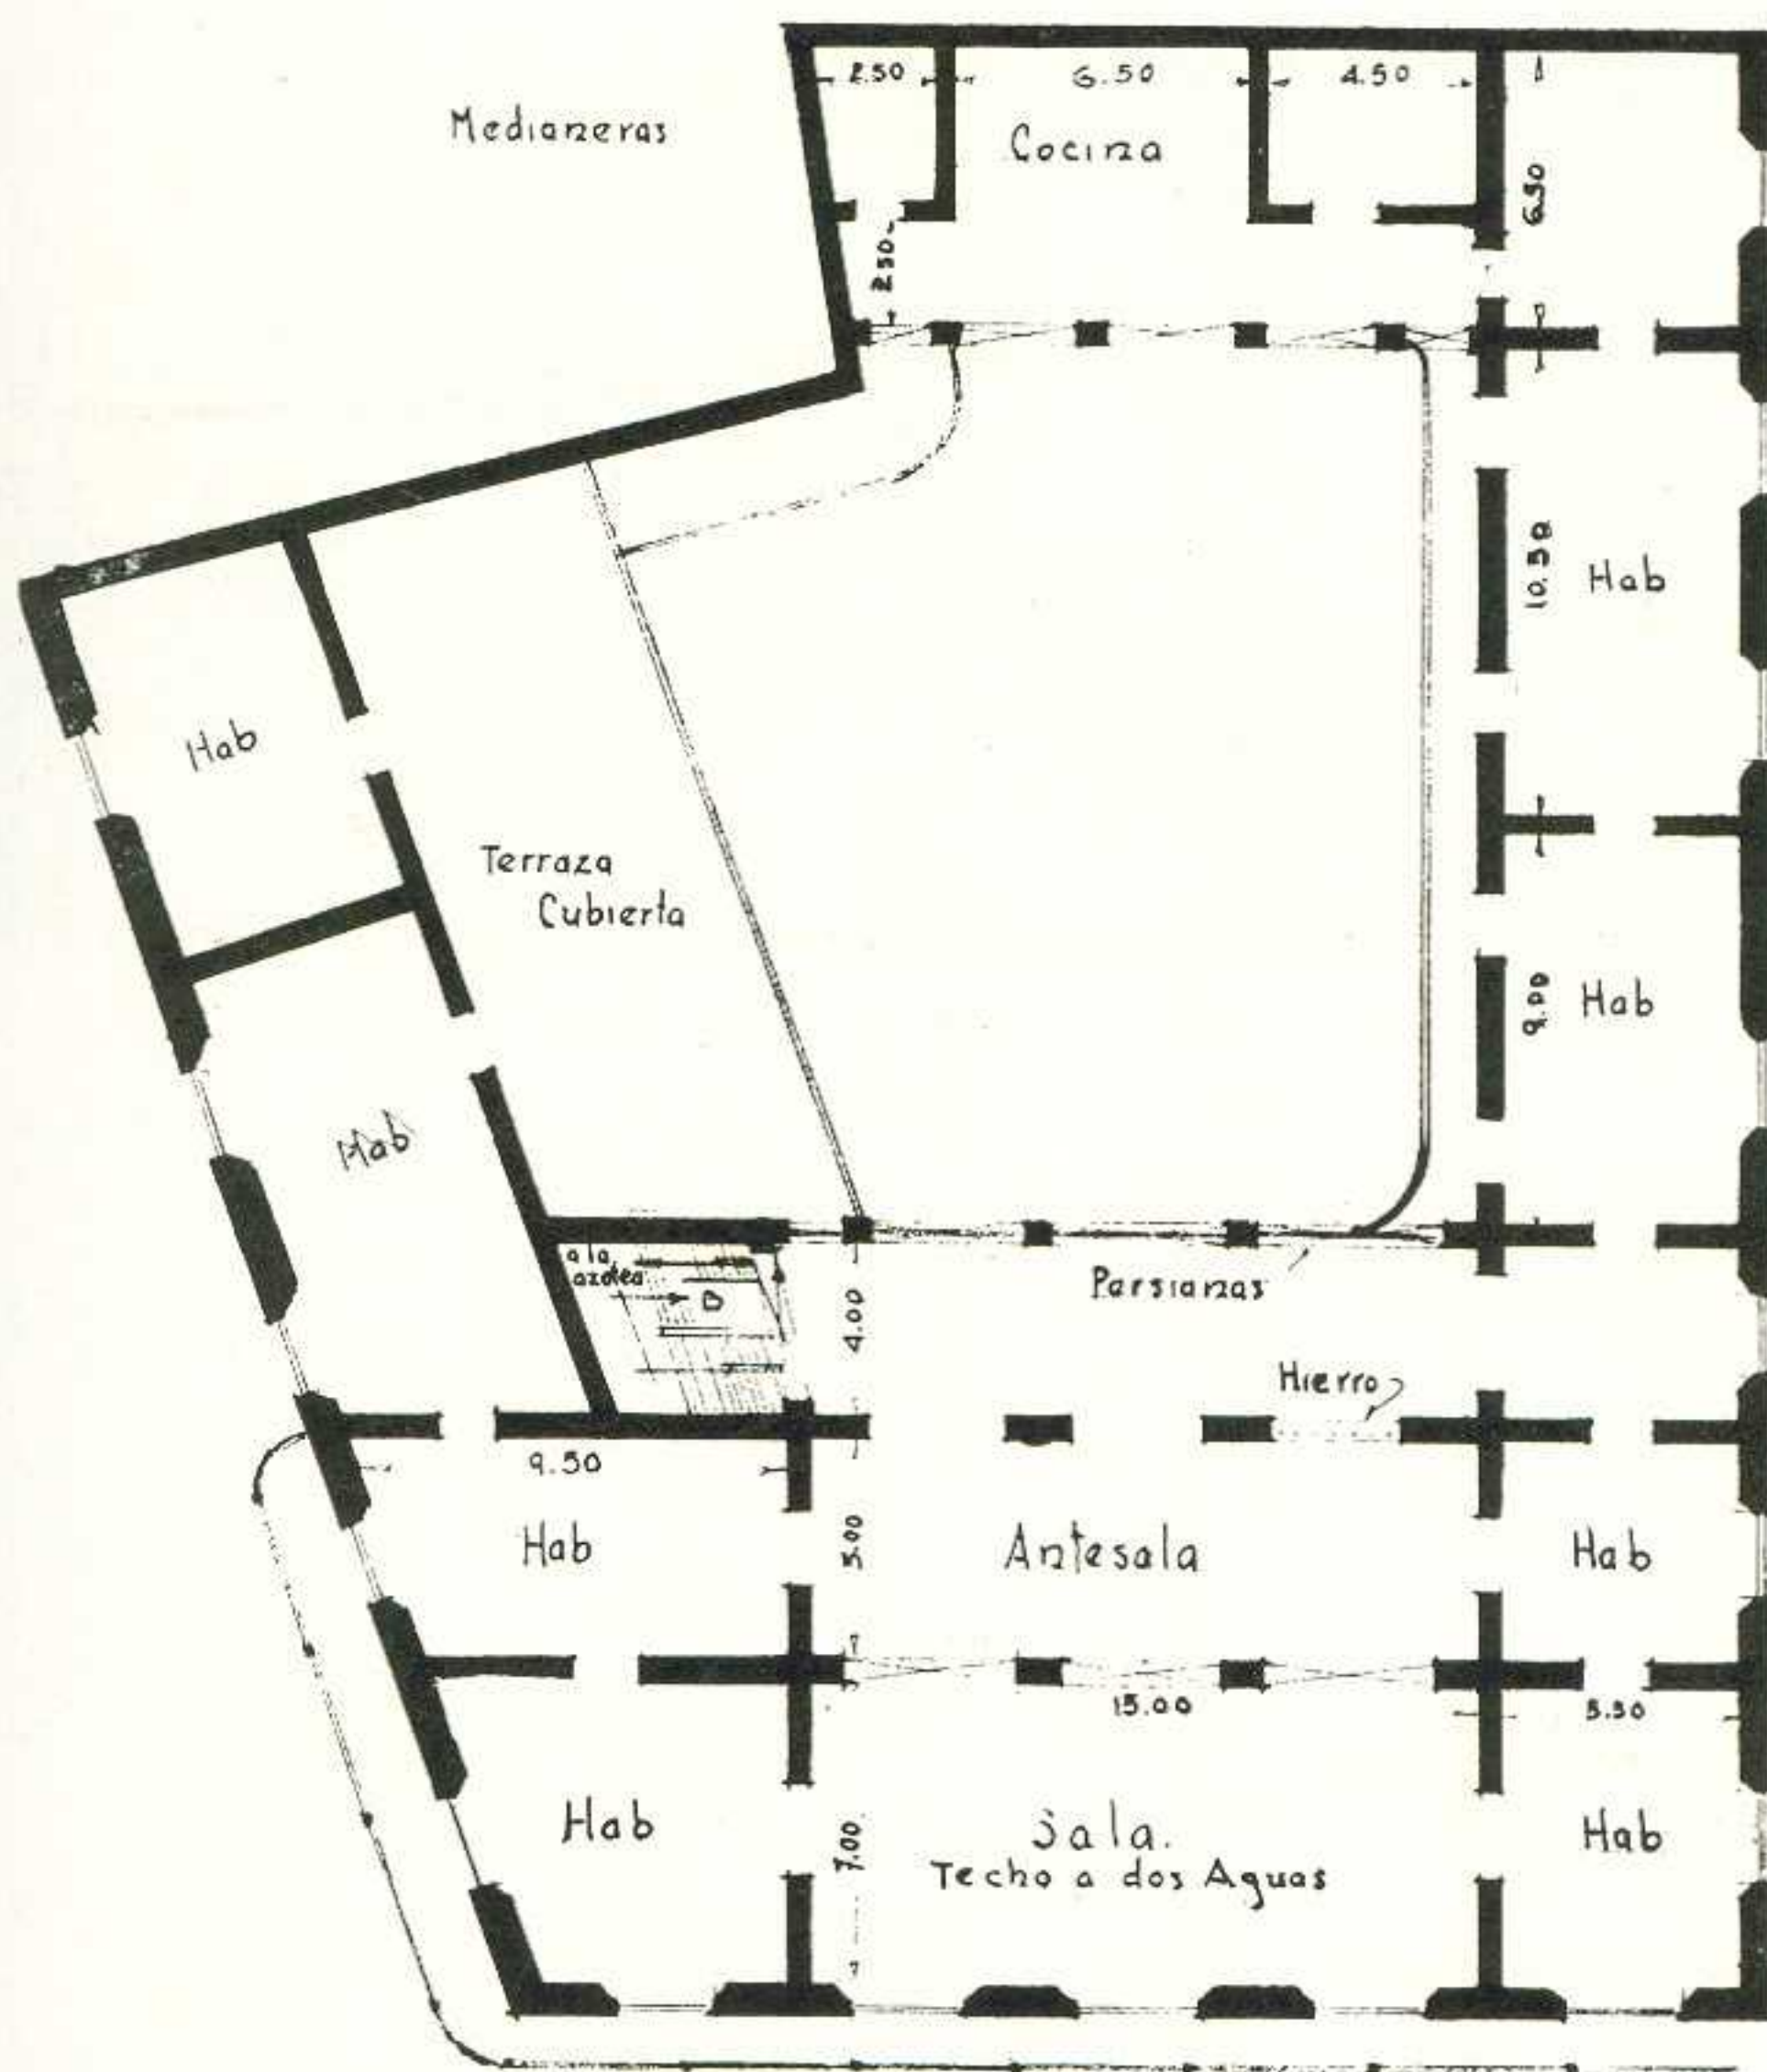 2.50 6.50 4.50
Medianeras
Cocina
6.50
2.50
Hab
10.50
Hab
Terraza
Cubierta
Hab
9.00
Hab
a la
azotea
B
4.00
Persianas
Hierro
9.50
Hab
5.00
Antesala
Hab
15.00
5.50
Hab
7.00
Sala.
Techo a dos Aguas
Hab